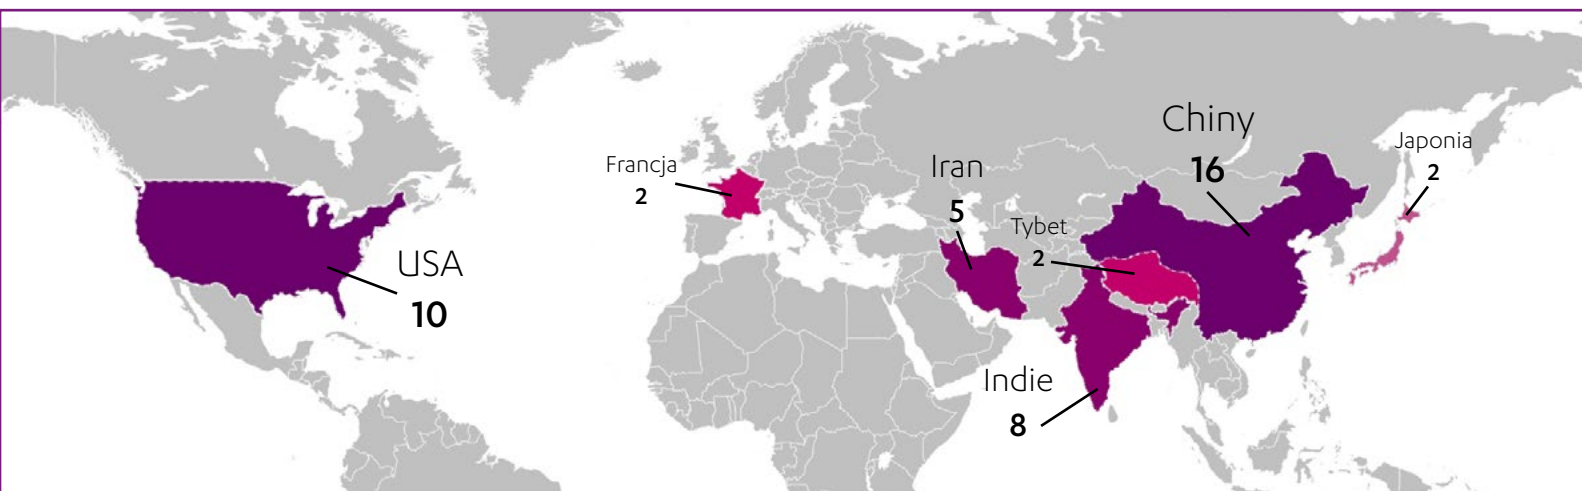 Chiny
16
Japonia
2
Francja
2
Iran
5
Tybet
2
USA
10
Indie
8